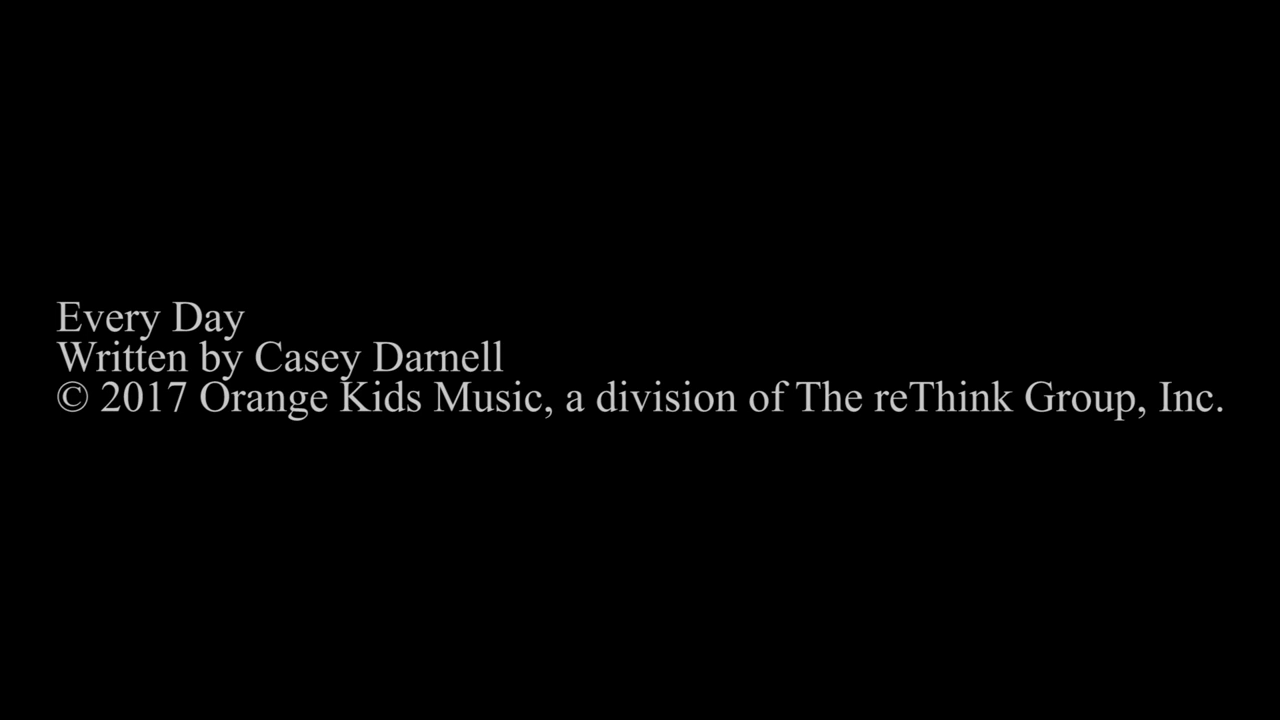 Every Day
Written by Casey Darnell
© 2017 Orange Kids Music, a division of The reThink Group, Inc.